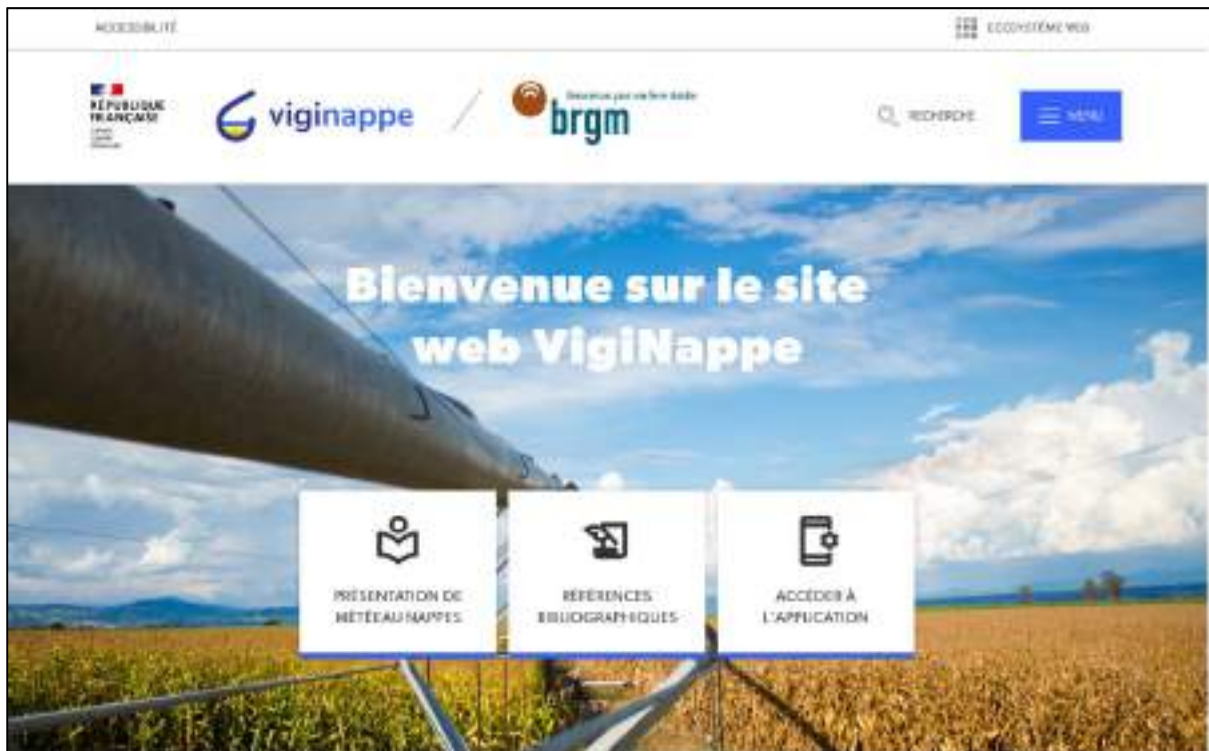 ACCESSIBILITÉ
ECOSYSTÈME WEB
RÉPUBLIQUE
FRANÇAISE
viginappe
brgm
RECHERCHE
MENU
Bienvenue sur le site
web VigiNappe
PRÉSENTATION DE
MÉTÉEAU NAPPES
RÉFÉRENCES
BIBLIOGRAPHIQUES
ACCÉDER À
L'APPLICATION